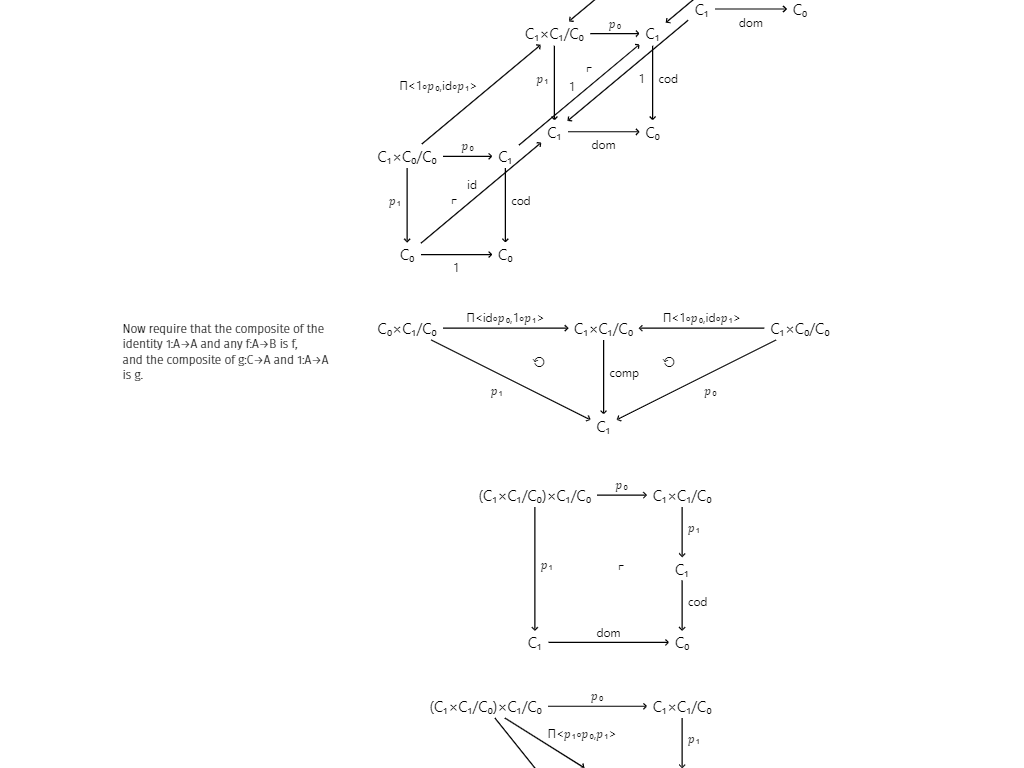 C₁ dom C₀
C₁×C₁/C₀ p₀ C₁
Π<1∘p₀,id∘p₁> p₁ 1 ⌜ 1 cod
C₁ dom C₀
C₁×C₀/C₀ p₀ C₁
id
p₁ ⌜ cod
C₀ 1 C₀
Now require that the composite of the
identity 1:A→A and any f:A→B is f,
and the composite of g:C→A and 1:A→A
is g.
C₀×C₁/C₀ Π<id∘p₀,1∘p₁> C₁×C₁/C₀ Π<1∘p₀,id∘p₁> C₁×C₀/C₀
comp
p₁ p₀
C₁
(C₁×C₁/C₀)×C₁/C₀ p₀ C₁×C₁/C₀
p₁
p₁ ⌜ C₁
cod
C₁ dom C₀
(C₁×C₁/C₀)×C₁/C₀ p₀ C₁×C₁/C₀
Π<p₁∘p₀,p₁> p₁